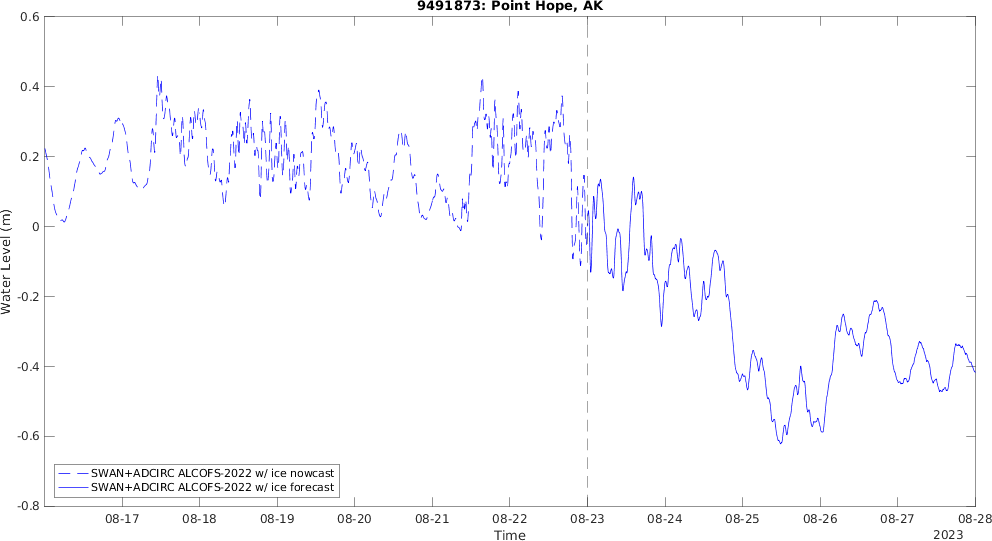 9491873: Point Hope, AK
0.6
0.4
0.2
0
-0.2
-0.4
-0.6
-0.8
Water Level (m)
SWAN+ADCIRC ALCOFS-2022 w/ ice nowcast
SWAN+ADCIRC ALCOFS-2022 w/ ice forecast
08-17 08-18 08-19 08-20 08-21 08-22 08-23 08-24 08-25 08-26 08-27 08-28
Time
2023